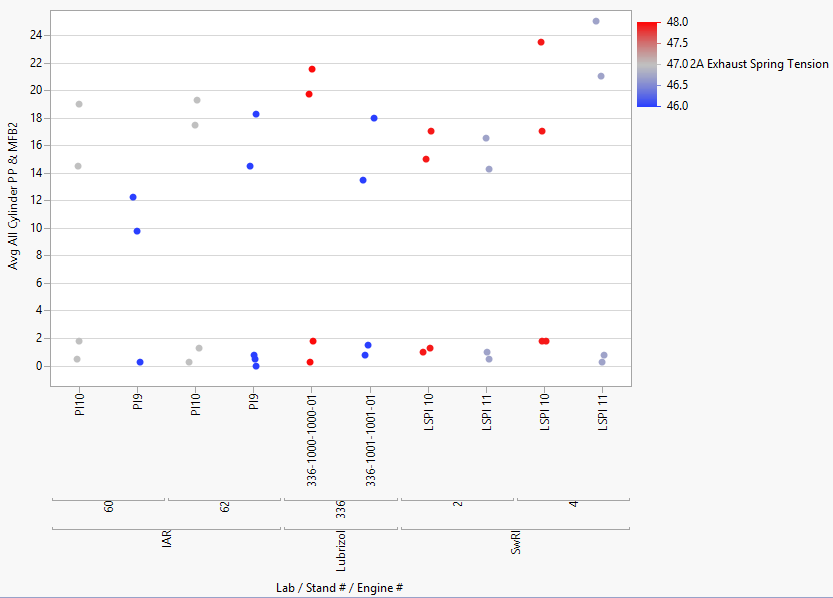 Avg All Cylinder PP & MFB2
24
22
20
18
16
14
12
10
8
6
4
2
0
48.0
47.5
47.0
46.5
46.0
2A Exhaust Spring Tension
PI10
PI9
PI10
PI9
336-1000-1000-01
336-1001-1001-01
LSPI 10
LSPI 11
LSPI 10
LSPI 11
60
62
336
2
4
IAR
Lubrizol
SwRI
Lab / Stand # / Engine #